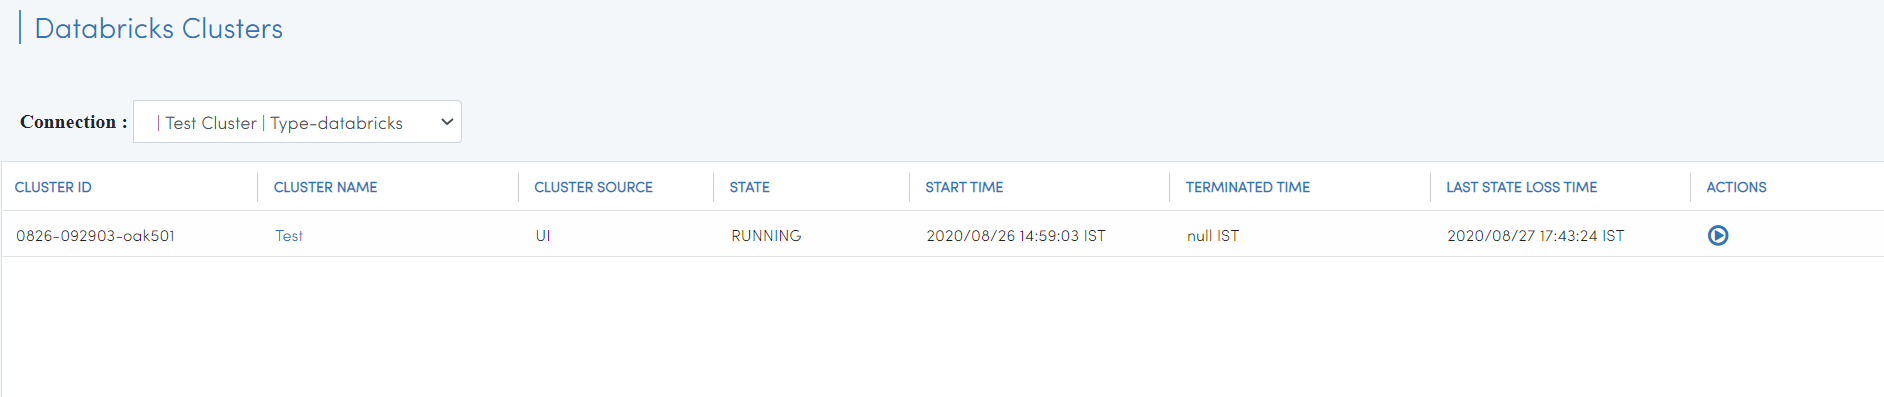 Databricks Clusters
Connection : | Test Cluster | Type-databricks
CLUSTER ID CLUSTER NAME CLUSTER SOURCE STATE START TIME TERMINATED TIME LAST STATE LOSS TIME ACTIONS
0826-092903-oak501 Test UI RUNNING 2020/08/26 14:59:03 IST null IST 2020/08/27 17:43:24 IST